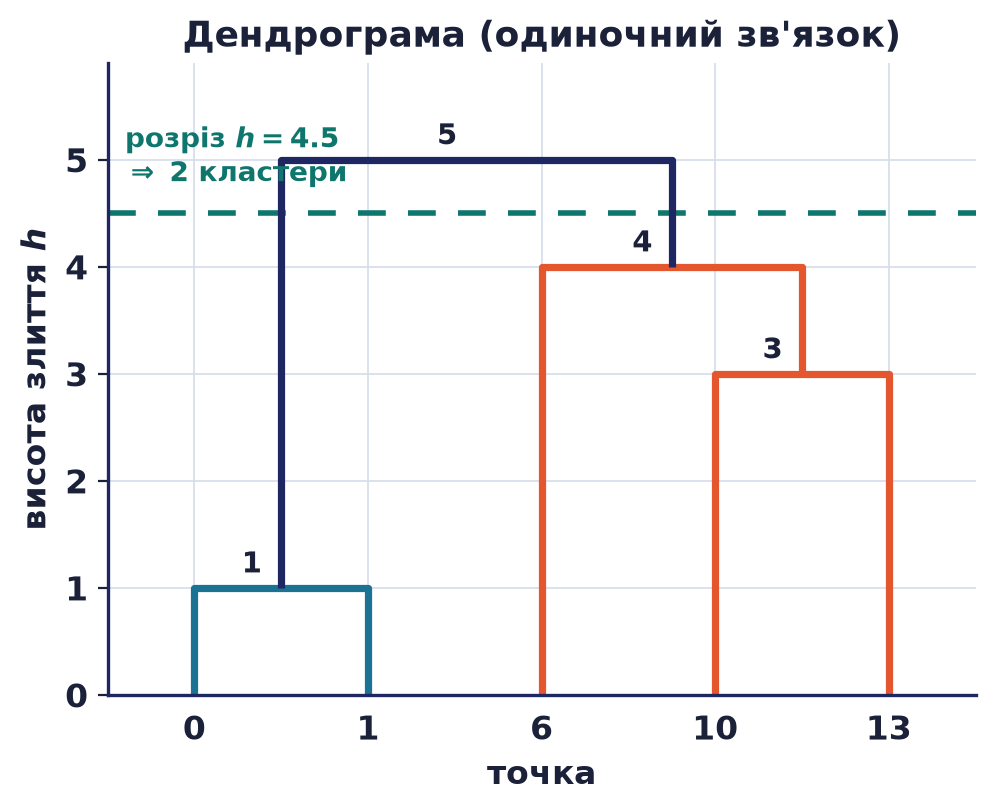 Дендрограма (одиночний зв'язок)
розріз h = 4.5
⇒ 2 кластери
5
4
3
1
5
4
3
2
1
0
висота злиття h
0 1 6 10 13
точка